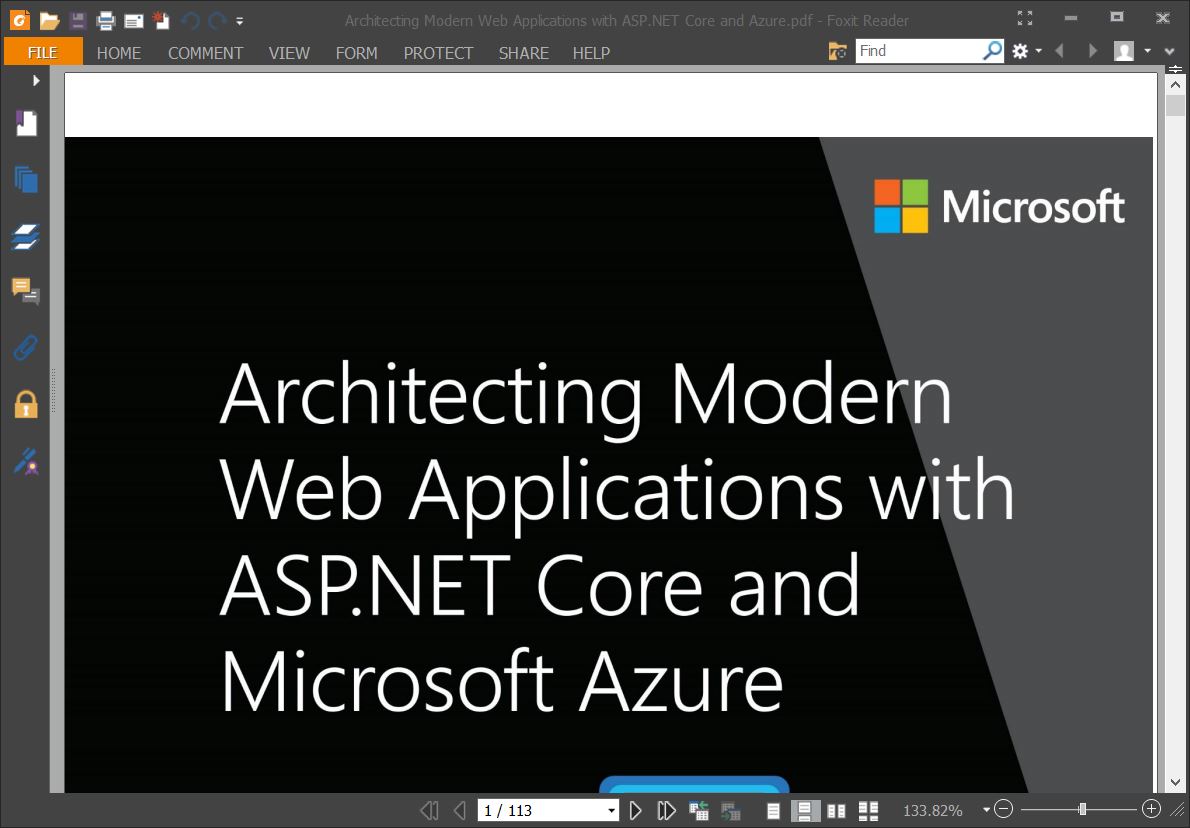 Architecting Modern Web Applications with ASP.NET Core and Azure.pdf - Foxit Reader
FILE HOME COMMENT VIEW FORM PROTECT SHARE HELP Find
Microsoft
Architecting Modern
Web Applications with
ASP.NET Core and
Microsoft Azure
1 / 113 133.82%